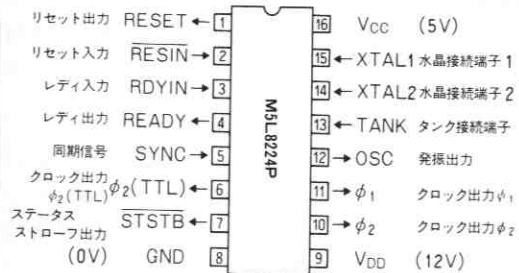 リセット出力 RESET ← 1
リセット入力 RESIN → 2
レディ入力 RDYIN → 3
レディ出力 READY ← 4
同期信号 SYNC → 5
クロック出力
φ2(TTL) φ2(TTL) ← 6
ステータス
ストローフ出力 STSTB ← 7
(0V) GND 8
M5L8224P
16 VCC (5V)
15 ← XTAL1 水晶接続端子1
14 ← XTAL2 水晶接続端子2
13 ← TANK タンク接続端子
12 → OSC 発振出力
11 → φ1 クロック出力φ1
10 → φ2 クロック出力φ2
9 VDD (12V)